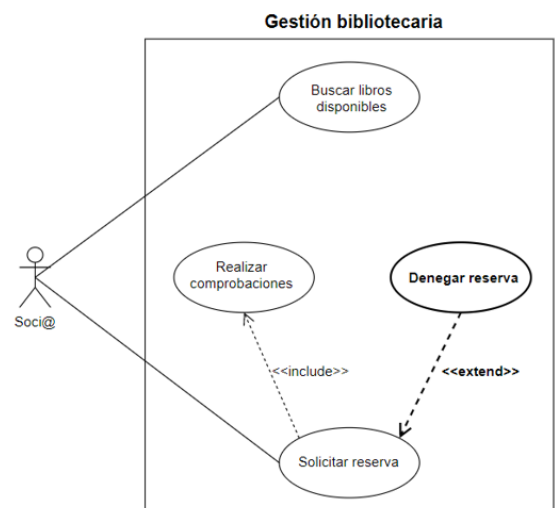 Gestión bibliotecaria
Buscar libros
disponibles
Realizar
comprobaciones
Denegar reserva
Soci@
<<include>>
<<extend>>
Solicitar reserva